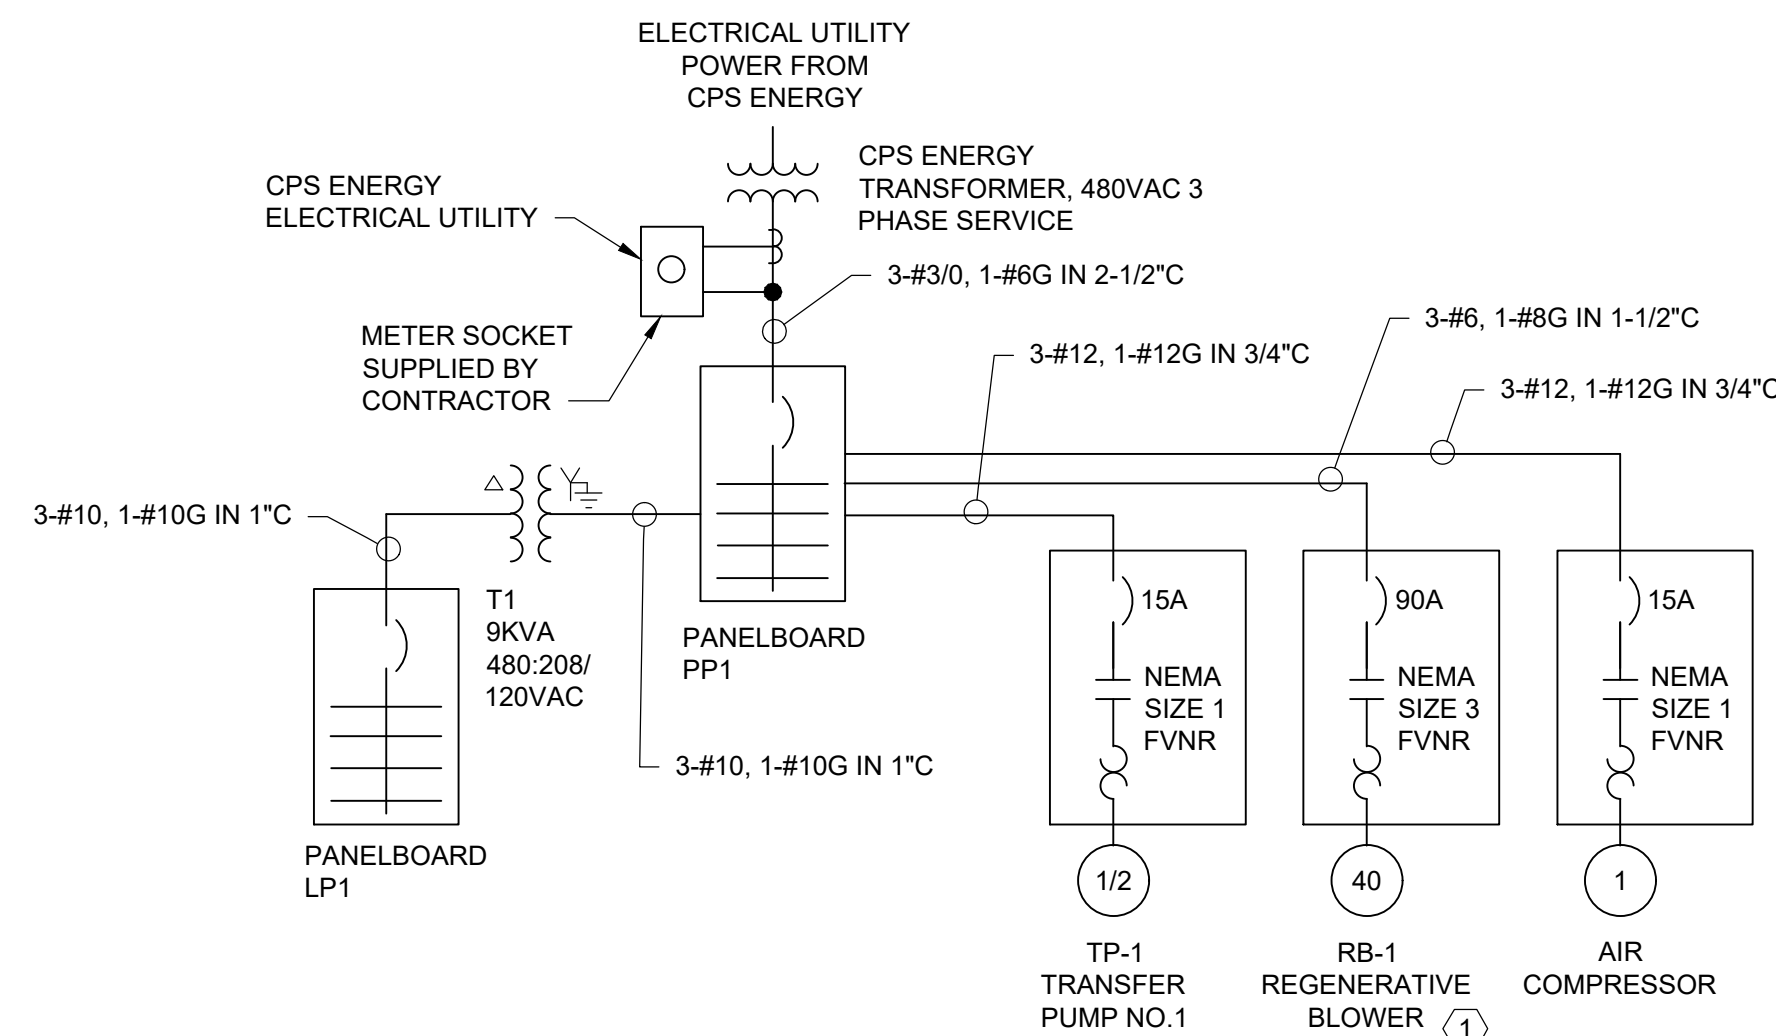 ELECTRICAL UTILITY
POWER FROM
CPS ENERGY
CPS ENERGY
TRANSFORMER, 480VAC 3
PHASE SERVICE
CPS ENERGY
ELECTRICAL UTILITY
3-#3/0, 1-#6G IN 2-1/2"C
METER SOCKET
SUPPLIED BY
CONTRACTOR
3-#6, 1-#8G IN 1-1/2"C
3-#12, 1-#12G IN 3/4"C
3-#12, 1-#12G IN 3/4"C
3-#10, 1-#10G IN 1"C
T1
9KVA
480:208/
120VAC
PANELBOARD
PP1
3-#10, 1-#10G IN 1"C
PANELBOARD
LP1
15A
NEMA
SIZE 1
FVNR
1/2
TP-1
TRANSFER
PUMP NO.1
90A
NEMA
SIZE 3
FVNR
40
RB-1
REGENERATIVE
BLOWER
1
15A
NEMA
SIZE 1
FVNR
1
AIR
COMPRESSOR